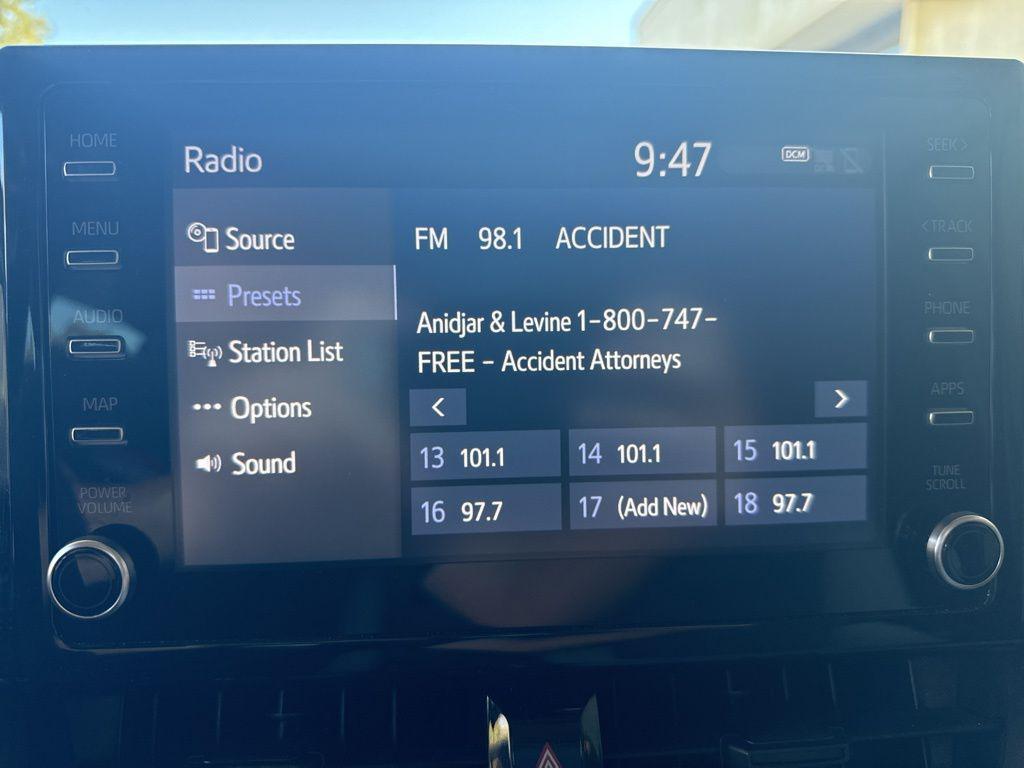 HOME
MENU
AUDIO
MAP
POWER
VOLUME
Radio
9:47
DCM
Source
Presets
Station List
Options
Sound
FM 98.1 ACCIDENT
Anidjar & Levine 1-800-747-
FREE - Accident Attorneys
<
>
13 101.1
14 101.1
15 101.1
16 97.7
17 (Add New)
18 97.7
SEEK >
< TRACK
PHONE
APPS
TUNE
SCROLL